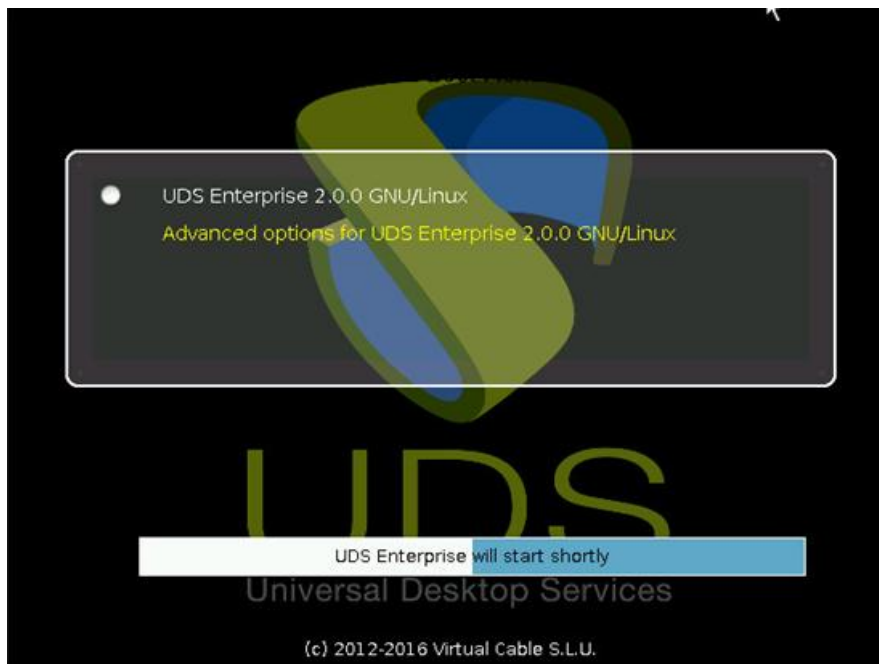 UDS Enterprise 2.0.0 GNU/Linux
Advanced options for UDS Enterprise 2.0.0 GNU/Linux
UDS
UDS Enterprise will start shortly
Universal Desktop Services
(c) 2012-2016 Virtual Cable S.L.U.